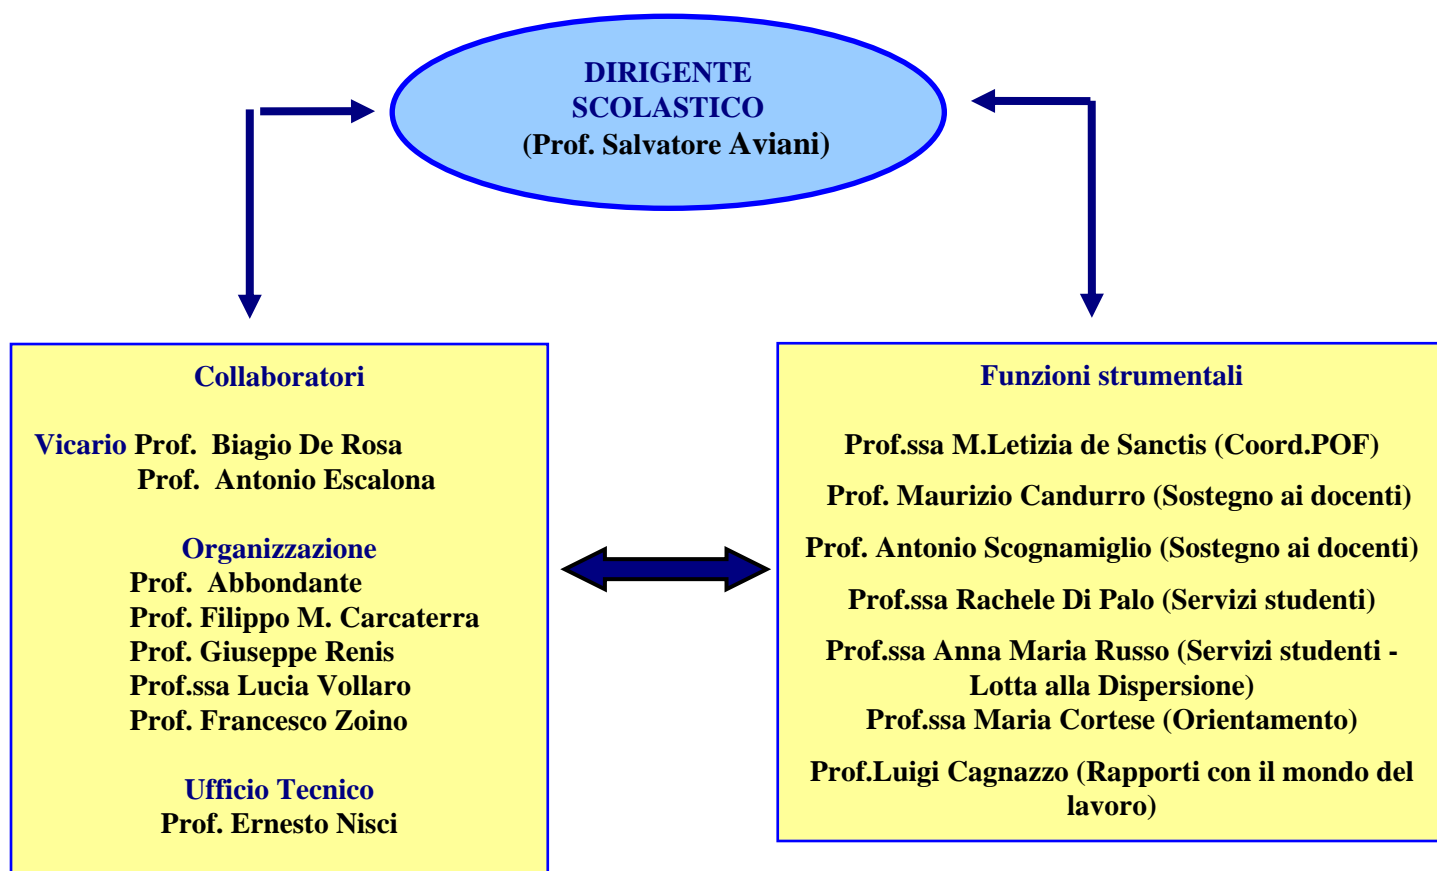 DIRIGENTE
SCOLASTICO
(Prof. Salvatore Aviani)
Collaboratori
Vicario Prof. Biagio De Rosa
Prof. Antonio Escalona
Organizzazione
Prof. Abbondante
Prof. Filippo M. Carcaterra
Prof. Giuseppe Renis
Prof.ssa Lucia Vollaro
Prof. Francesco Zoino
Ufficio Tecnico
Prof. Ernesto Nisci
Funzioni strumentali
Prof.ssa M.Letizia de Sanctis (Coord.POF)
Prof. Maurizio Candurro (Sostegno ai docenti)
Prof. Antonio Scognamiglio (Sostegno ai docenti)
Prof.ssa Rachele Di Palo (Servizi studenti)
Prof.ssa Anna Maria Russo (Servizi studenti -
Lotta alla Dispersione)
Prof.ssa Maria Cortese (Orientamento)
Prof.Luigi Cagnazzo (Rapporti con il mondo del
lavoro)